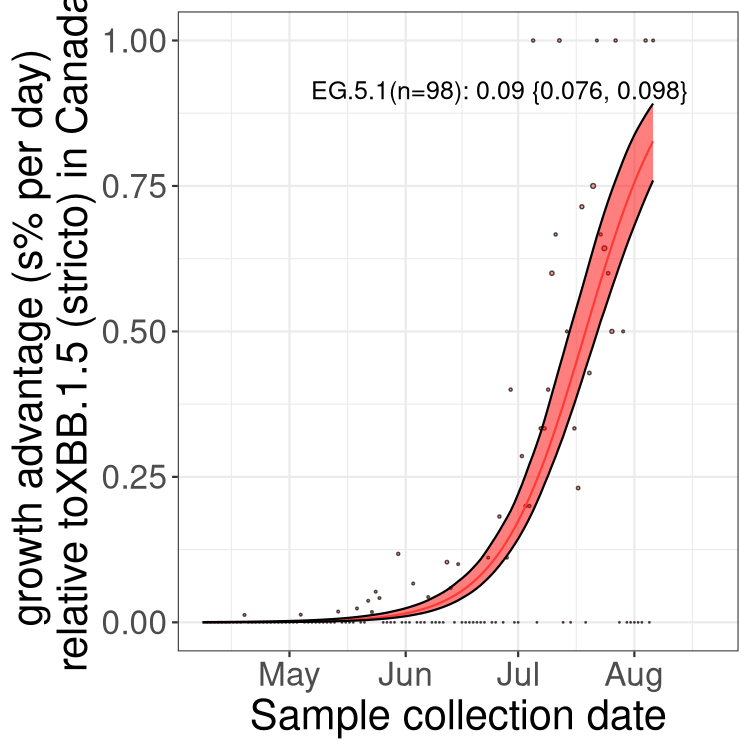 growth advantage (s% per day)
relative toXBB.1.5 (stricto) in Canada
1.00
0.75
0.50
0.25
0.00
EG.5.1(n=98): 0.09 {0.076, 0.098}
May Jun Jul Aug
Sample collection date